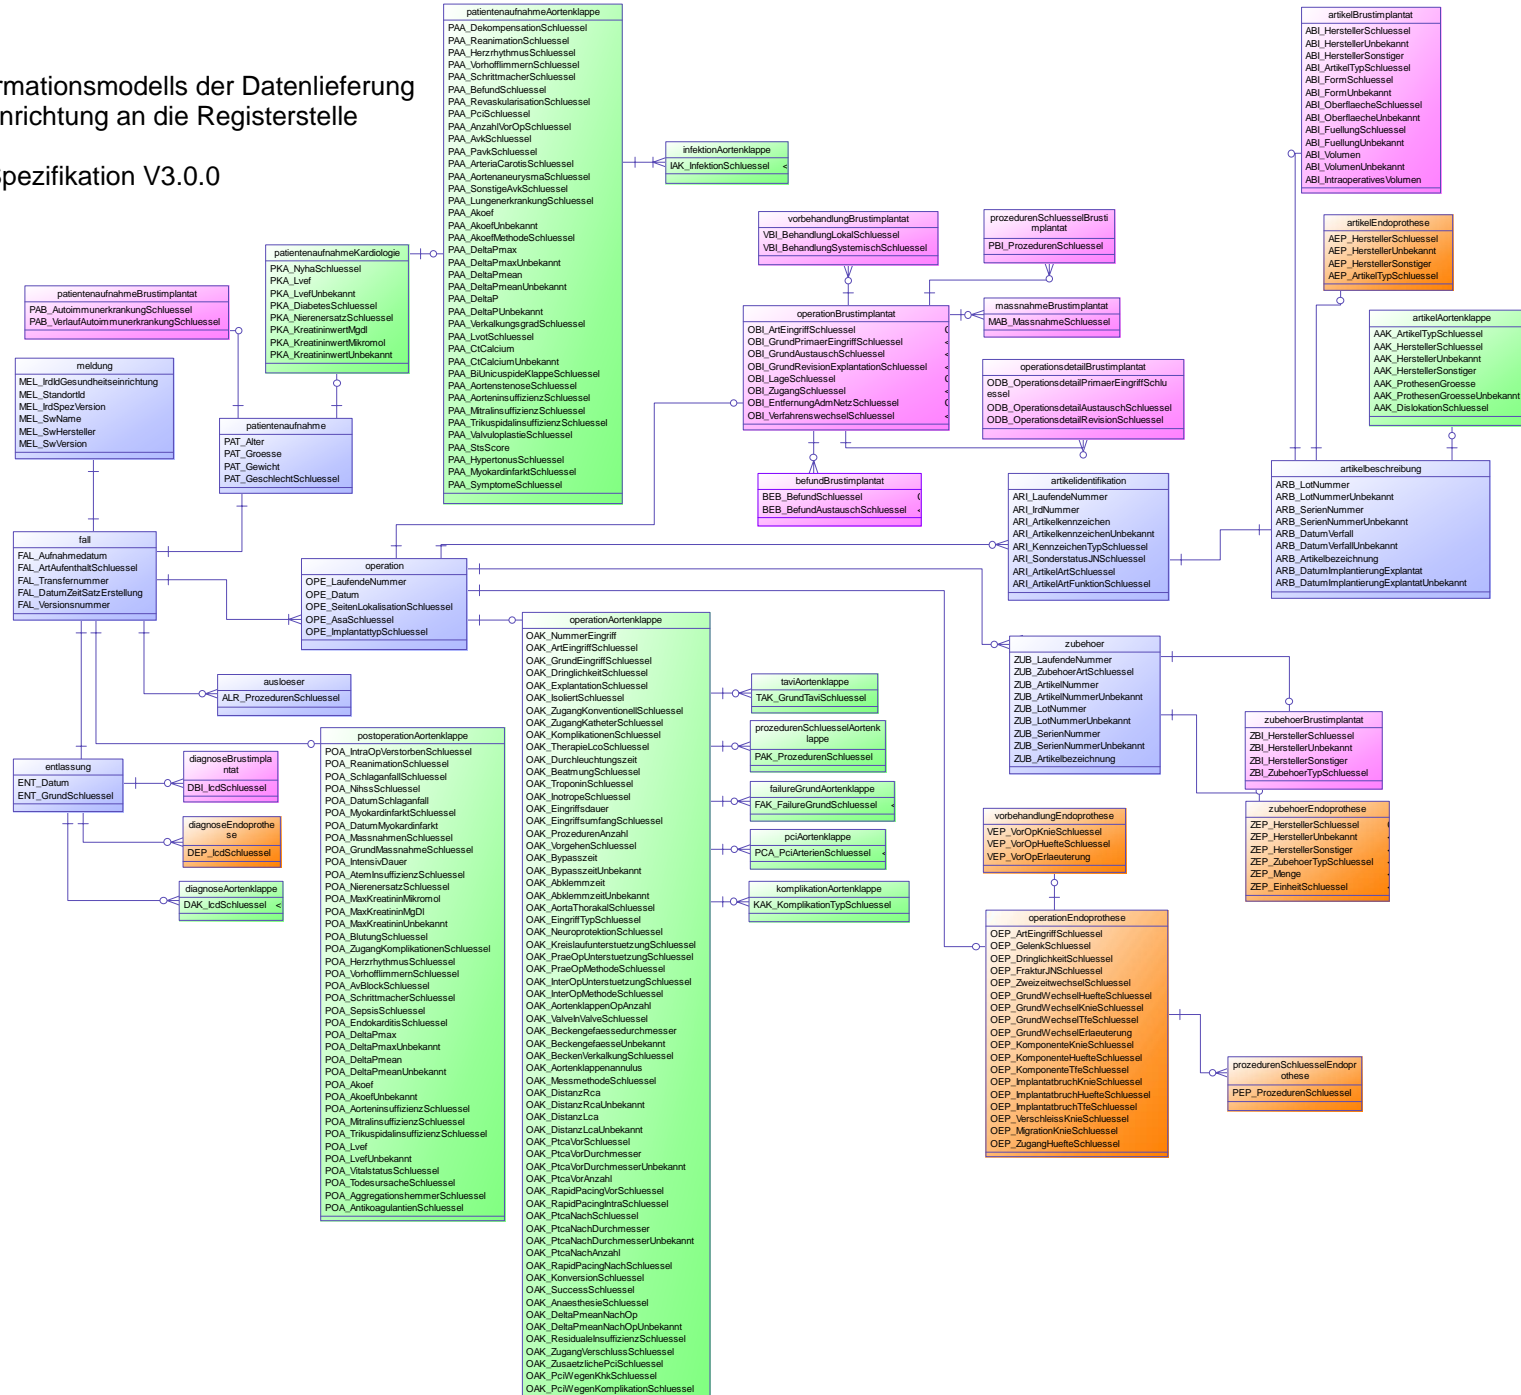 rmationsmodells der Datenlieferung
nrichtung an die Registerstelle
Spezifikation V3.0.0
patientenaufnahmeAortenklappe
PAA_DekompensationSchluessel
PAA_ReanimationSchluessel
PAA_HerzrhythmusSchluessel
PAA_VorhofflimmernSchluessel
PAA_SchrittmacherSchluessel
PAA_BefundSchluessel
PAA_RevaskularisationSchluessel
PAA_PciSchluessel
PAA_AnzahlVorOpSchluessel
PAA_AvkSchluessel
PAA_PavkSchluessel
PAA_ArteriaCarotisSchluessel
PAA_AortenaneurysmaSchluessel
PAA_SonstigeAvkSchluessel
PAA_LungenerkrankungSchluessel
PAA_Akoef
PAA_AkoefUnbekannt
PAA_AkoefMethodeSchluessel
PAA_DeltaPmax
PAA_DeltaPmaxUnbekannt
PAA_DeltaPmean
PAA_DeltaPmeanUnbekannt
PAA_DeltaP
PAA_DeltaPUnbekannt
PAA_VerkalkungsgradSchluessel
PAA_LvotSchluessel
PAA_CtCalcium
PAA_CtCalciumUnbekannt
PAA_BiUnicuspideKlappeSchluessel
PAA_AortenstenoseSchluessel
PAA_AorteninsuffizienzSchluessel
PAA_MitralinsuffizienzSchluessel
PAA_TrikuspidalinsuffizienzSchluessel
PAA_ValvuloplastieSchluessel
PAA_StsScore
PAA_HypertonusSchluessel
PAA_MyokardinfarktSchluessel
PAA_SymptomeSchluessel
infektionAortenklappe
IAK_InfektionSchluessel <
patientenaufnahmeKardiologie
PKA_NyhaSchluessel
PKA_Lvef
PKA_LvefUnbekannt
PKA_DiabetesSchluessel
PKA_NierenersatzSchluessel
PKA_KreatininwertMgdl
PKA_KreatininwertMikromol
PKA_KreatininwertUnbekannt
patientenaufnahmeBrustimplantat
PAB_AutoimmunerkrankungSchluessel
PAB_VerlaufAutoimmunerkrankungSchluessel
meldung
MEL_IrdIdGesundheitseinrichtung
MEL_StandortId
MEL_IrdSpezVersion
MEL_SwName
MEL_SwHersteller
MEL_SwVersion
patientenaufnahme
PAT_Alter
PAT_Groesse
PAT_Gewicht
PAT_GeschlechtSchluessel
fall
FAL_Aufnahmedatum
FAL_ArtAufenthaltSchluessel
FAL_Transfernummer
FAL_DatumZeitSatzErstellung
FAL_Versionsnummer
operation
OPE_LaufendeNummer
OPE_Datum
OPE_SeitenLokalisationSchluessel
OPE_AsaSchluessel
OPE_ImplantattypSchluessel
ausloeser
ALR_ProzedurenSchluessel
entlassung
ENT_Datum
ENT_GrundSchluessel
diagnoseBrustimpla
ntat
DBI_IcdSchluessel
diagnoseEndoprothe
se
DEP_IcdSchluessel
diagnoseAortenklappe
DAK_IcdSchluessel <
postoperationAortenklappe
POA_IntraOpVerstorbenSchluessel
POA_ReanimationSchluessel
POA_SchlaganfallSchluessel
POA_NihssSchluessel
POA_DatumSchlaganfall
POA_MyokardinfarktSchluessel
POA_DatumMyokardinfarkt
POA_MassnahmenSchluessel
POA_GrundMassnahmeSchluessel
POA_IntensivDauer
POA_AtemInsuffizienzSchluessel
POA_NierenersatzSchluessel
POA_MaxKreatininMikromol
POA_MaxKreatininMgDl
POA_MaxKreatininUnbekannt
POA_BlutungSchluessel
POA_ZugangKomplikationenSchluessel
POA_HerzrhythmusSchluessel
POA_VorhofflimmernSchluessel
POA_AvBlockSchluessel
POA_SchrittmacherSchluessel
POA_SepsisSchluessel
POA_EndokarditisSchluessel
POA_DeltaPmax
POA_DeltaPmaxUnbekannt
POA_DeltaPmean
POA_DeltaPmeanUnbekannt
POA_Akoef
POA_AkoefUnbekannt
POA_AorteninsuffizienzSchluessel
POA_MitralinsuffizienzSchluessel
POA_TrikuspidalinsuffizienzSchluessel
POA_Lvef
POA_LvefUnbekannt
POA_VitalstatusSchluessel
POA_TodesursacheSchluessel
POA_AggregationshemmerSchluessel
POA_AntikoagulantienSchluessel
operationAortenklappe
OAK_NummerEingriff
OAK_ArtEingriffSchluessel
OAK_GrundEingriffSchluessel
OAK_DringlichkeitSchluessel
OAK_ExplantationSchluessel
OAK_IsoliertSchluessel
OAK_ZugangKonventionellSchluessel
OAK_ZugangKatheterSchluessel
OAK_KomplikationenSchluessel
OAK_TherapieLcoSchluessel
OAK_Durchleuchtungszeit
OAK_BeatmungSchluessel
OAK_TroponinSchluessel
OAK_InotropeSchluessel
OAK_Eingriffsdauer
OAK_EingriffsumfangSchluessel
OAK_ProzedurenAnzahl
OAK_VorgehenSchluessel
OAK_Bypasszeit
OAK_BypasszeitUnbekannt
OAK_Abklemmzeit
OAK_AbklemmzeitUnbekannt
OAK_AortaThorakalSchluessel
OAK_EingriffTypSchluessel
OAK_NeuroprotektionSchluessel
OAK_KreislaufunterstuetzungSchluessel
OAK_PraeOpUnterstuetzungSchluessel
OAK_PraeOpMethodeSchluessel
OAK_InterOpUnterstuetzungSchluessel
OAK_InterOpMethodeSchluessel
OAK_AortenklappenOpAnzahl
OAK_ValveInValveSchluessel
OAK_Beckengefaessedurchmesser
OAK_BeckengefaesseUnbekannt
OAK_BeckenVerkalkungSchluessel
OAK_Aortenklappenannulus
OAK_MessmethodeSchluessel
OAK_DistanzRca
OAK_DistanzRcaUnbekannt
OAK_DistanzLca
OAK_DistanzLcaUnbekannt
OAK_PtcaVorSchluessel
OAK_PtcaVorDurchmesser
OAK_PtcaVorDurchmesserUnbekannt
OAK_PtcaVorAnzahl
OAK_RapidPacingVorSchluessel
OAK_RapidPacingIntraSchluessel
OAK_PtcaNachSchluessel
OAK_PtcaNachDurchmesser
OAK_PtcaNachDurchmesserUnbekannt
OAK_PtcaNachAnzahl
OAK_RapidPacingNachSchluessel
OAK_KonversionSchluessel
OAK_SuccessSchluessel
OAK_AnaesthesieSchluessel
OAK_DeltaPmeanNachOp
OAK_DeltaPmeanNachOpUnbekannt
OAK_ResidualeInsuffizienzSchluessel
OAK_ZugangVerschlussSchluessel
OAK_ZusaetzlichePciSchluessel
OAK_PciWegenKhkSchluessel
OAK_PciWegenKomplikationSchluessel
taviAortenklappe
TAK_GrundTaviSchluessel
prozedurenSchluesselAortenk
lappe
PAK_ProzedurenSchluessel
failureGrundAortenklappe
FAK_FailureGrundSchluessel <
pciAortenklappe
PCA_PciArterienSchluessel <
komplikationAortenklappe
KAK_KomplikationTypSchluessel
vorbehandlungBrustimplantat
VBI_BehandlungLokalSchluessel
VBI_BehandlungSystemischSchluessel
prozedurenSchluesselBrusti
mplantat
PBI_ProzedurenSchluessel
operationBrustimplantat
OBI_ArtEingriffSchluessel
OBI_GrundPrimaerEingriffSchluessel <
OBI_GrundAustauschSchluessel <
OBI_GrundRevisionExplantationSchluessel <
OBI_LageSchluessel
OBI_ZugangSchluessel <
OBI_EntfernungAdmNetzSchluessel
OBI_VerfahrenswechselSchluessel <
massnahmeBrustimplantat
MAB_MassnahmeSchluessel
operationsdetailBrustimplantat
ODB_OperationsdetailPrimaerEingriffSchlu
essel
ODB_OperationsdetailAustauschSchluessel
ODB_OperationsdetailRevisionSchluessel
befundBrustimplantat
BEB_BefundSchluessel
BEB_BefundAustauschSchluessel <
artikelidentifikation
ARI_LaufendeNummer
ARI_IrdNummer
ARI_Artikelkennzeichen
ARI_ArtikelkennzeichenUnbekannt
ARI_KennzeichenTypSchluessel
ARI_SonderstatusJNSchluessel
ARI_ArtikelArtSchluessel
ARI_ArtikelArtFunktionSchluessel
artikelBrustimplantat
ABI_HerstellerSchluessel
ABI_HerstellerUnbekannt
ABI_HerstellerSonstiger
ABI_ArtikelTypSchluessel
ABI_FormSchluessel
ABI_FormUnbekannt
ABI_OberflaecheSchluessel
ABI_OberflaecheUnbekannt
ABI_FuellungSchluessel
ABI_FuellungUnbekannt
ABI_Volumen
ABI_VolumenUnbekannt
ABI_IntraoperativesVolumen
artikelEndoprothese
AEP_HerstellerSchluessel
AEP_HerstellerUnbekannt
AEP_HerstellerSonstiger
AEP_ArtikelTypSchluessel
artikelAortenklappe
AAK_ArtikelTypSchluessel
AAK_HerstellerSchluessel
AAK_HerstellerUnbekannt
AAK_HerstellerSonstiger
AAK_ProthesenGroesse
AAK_ProthesenGroesseUnbekannt
AAK_DislokationSchluessel
artikelbeschreibung
ARB_LotNummer
ARB_LotNummerUnbekannt
ARB_SerienNummer
ARB_SerienNummerUnbekannt
ARB_DatumVerfall
ARB_DatumVerfallUnbekannt
ARB_Artikelbezeichnung
ARB_DatumImplantierungExplantat
ARB_DatumImplantierungExplantatUnbekannt
zubehoer
ZUB_LaufendeNummer
ZUB_ZubehoerArtSchluessel
ZUB_ArtikelNummer
ZUB_ArtikelNummerUnbekannt
ZUB_LotNummer
ZUB_LotNummerUnbekannt
ZUB_SerienNummer
ZUB_SerienNummerUnbekannt
ZUB_Artikelbezeichnung
zubehoerBrustimplantat
ZBI_HerstellerSchluessel
ZBI_HerstellerUnbekannt
ZBI_HerstellerSonstiger
ZBI_ZubehoerTypSchluessel
zubehoerEndoprothese
ZEP_HerstellerSchluessel
ZEP_HerstellerUnbekannt <
ZEP_HerstellerSonstiger <
ZEP_ZubehoerTypSchluessel <
ZEP_Menge <
ZEP_EinheitSchluessel <
vorbehandlungEndoprothese
VEP_VorOpKnieSchluessel
VEP_VorOpHuefteSchluessel
VEP_VorOpErlaeuterung
operationEndoprothese
OEP_ArtEingriffSchluessel
OEP_GelenkSchluessel
OEP_DringlichkeitSchluessel
OEP_FrakturJNSchluessel
OEP_ZweizeitwechselSchluessel
OEP_GrundWechselHuefteSchluessel
OEP_GrundWechselKnieSchluessel
OEP_GrundWechselTfeSchluessel
OEP_GrundWechselErlaeuterung
OEP_KomponenteKnieSchluessel
OEP_KomponenteHuefteSchluessel
OEP_KomponenteTfeSchluessel
OEP_ImplantatbruchKnieSchluessel
OEP_ImplantatbruchHuefteSchluessel
OEP_ImplantatbruchTfeSchluessel
OEP_VerschleissKnieSchluessel
OEP_MigrationKnieSchluessel
OEP_ZugangHuefteSchluessel
prozedurenSchluesselEndopr
othese
PEP_ProzedurenSchluessel